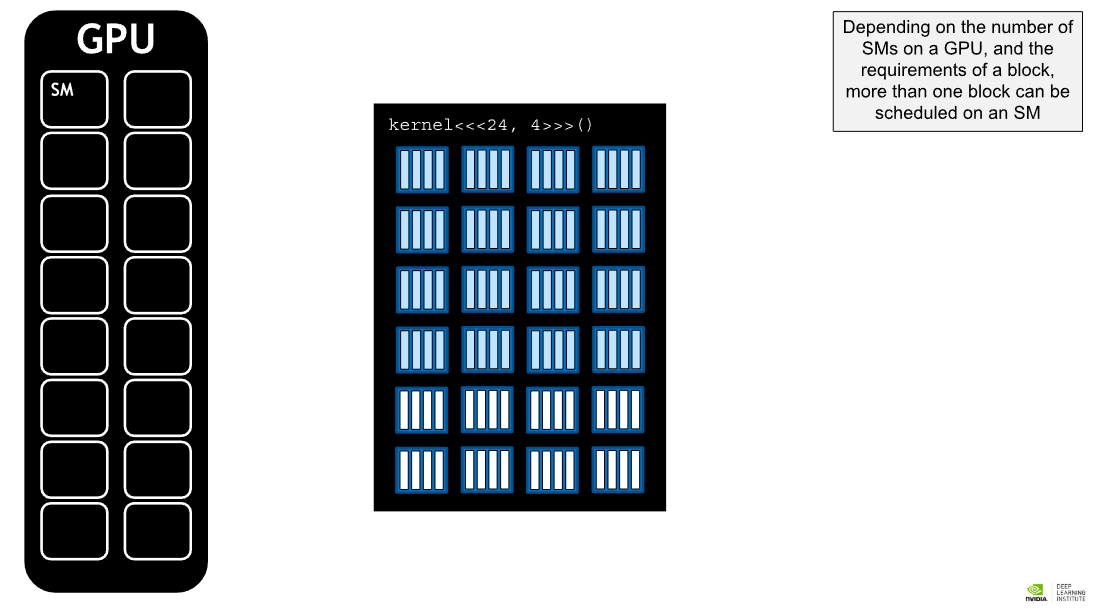 GPU
SM
kernel<<<24, 4>>>()
Depending on the number of
SMs on a GPU, and the
requirements of a block,
more than one block can be
scheduled on an SM
NVIDIA.
DEEP
LEARNING
INSTITUTE